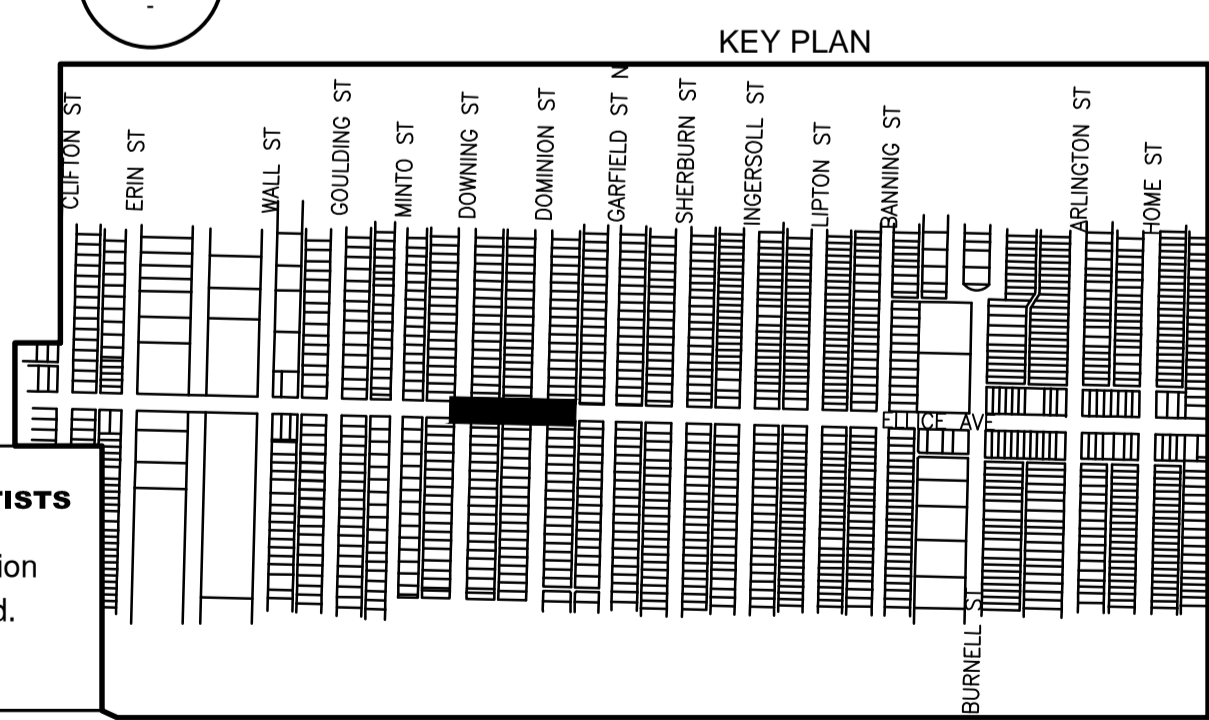 -
KEY PLAN
CLIFTON ST
ERIN ST
WALL ST
GOULDING ST
MINTO ST
DOWNING ST
DOMINION ST
GARFIELD ST N
SHERBURN ST
INGERSOLL ST
LIPTON ST
BANNING ST
ARLINGTON ST
HOME ST
ELLICE AVE
BURNELL ST
TISTS
ion
d.